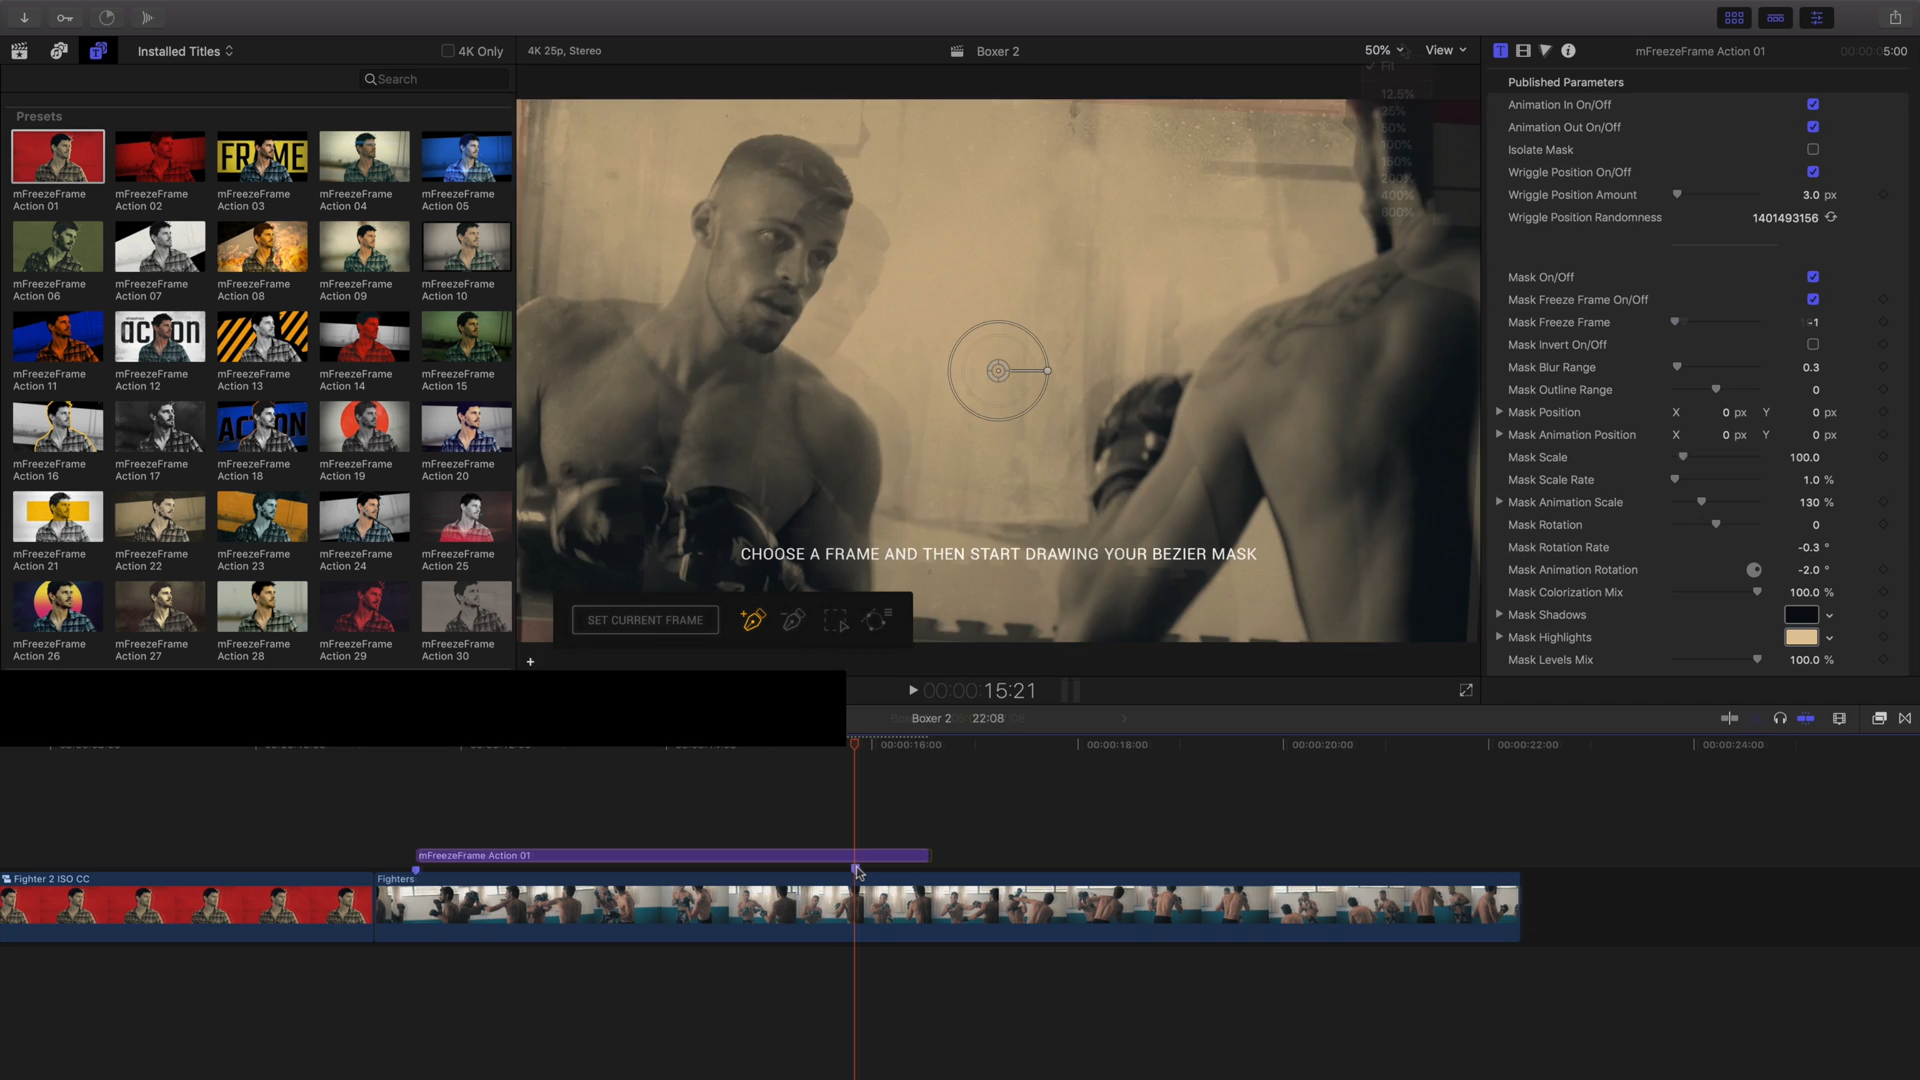 Installed Titles
4K Only
4K 25p, Stereo
Boxer 2
50%
View
mFreezeFrame Action 01
00:00:05:00
Search
Fit
12.5%
25%
50%
100%
150%
200%
400%
600%
Presets
FRAME
mFreezeFrame
Action 01
mFreezeFrame
Action 02
mFreezeFrame
Action 03
mFreezeFrame
Action 04
mFreezeFrame
Action 05
mFreezeFrame
Action 06
mFreezeFrame
Action 07
mFreezeFrame
Action 08
mFreezeFrame
Action 09
mFreezeFrame
Action 10
action
mFreezeFrame
Action 11
mFreezeFrame
Action 12
mFreezeFrame
Action 13
mFreezeFrame
Action 14
mFreezeFrame
Action 15
ACTION
mFreezeFrame
Action 16
mFreezeFrame
Action 17
mFreezeFrame
Action 18
mFreezeFrame
Action 19
mFreezeFrame
Action 20
mFreezeFrame
Action 21
mFreezeFrame
Action 22
mFreezeFrame
Action 23
mFreezeFrame
Action 24
mFreezeFrame
Action 25
mFreezeFrame
Action 26
mFreezeFrame
Action 27
mFreezeFrame
Action 28
mFreezeFrame
Action 29
mFreezeFrame
Action 30
CHOOSE A FRAME AND THEN START DRAWING YOUR BEZIER MASK
SET CURRENT FRAME
Published Parameters
Animation In On/Off
Animation Out On/Off
Isolate Mask
Wriggle Position On/Off
Wriggle Position Amount 3.0 px
Wriggle Position Randomness 1401493156
Mask On/Off
Mask Freeze Frame On/Off
Mask Freeze Frame -1
Mask Invert On/Off
Mask Blur Range 0.3
Mask Outline Range 0
Mask Position X 0 px Y 0 px
Mask Animation Position X 0 px Y 0 px
Mask Scale 100.0
Mask Scale Rate 1.0 %
Mask Animation Scale 130 %
Mask Rotation 0
Mask Rotation Rate -0.3 °
Mask Animation Rotation -2.0 °
Mask Colorization Mix 100.0 %
Mask Shadows
Mask Highlights
Mask Levels Mix 100.0 %
00:00:15:21
Boxer 2 22:08
00:00:16:00
00:00:18:00
00:00:20:00
00:00:22:00
00:00:24:00
mFreezeFrame Action 01
Fighter 2 ISO CC
Fighters